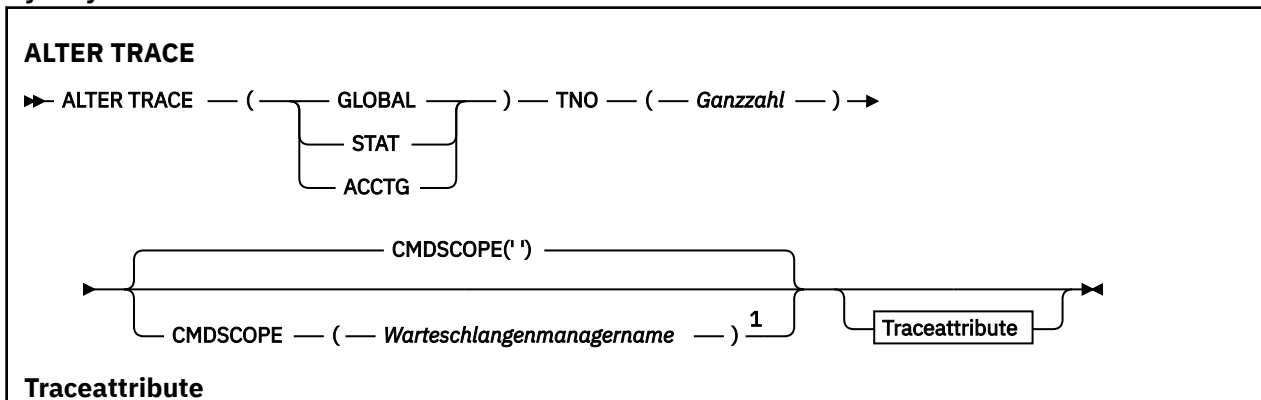 ALTER TRACE
ALTER TRACE ( GLOBAL ) TNO ( Ganzzahl )
STAT
ACCTG
CMDSCOPE(' ')
CMDSCOPE ( Warteschlangenmanagername ) 1
Traceattribute
Traceattribute